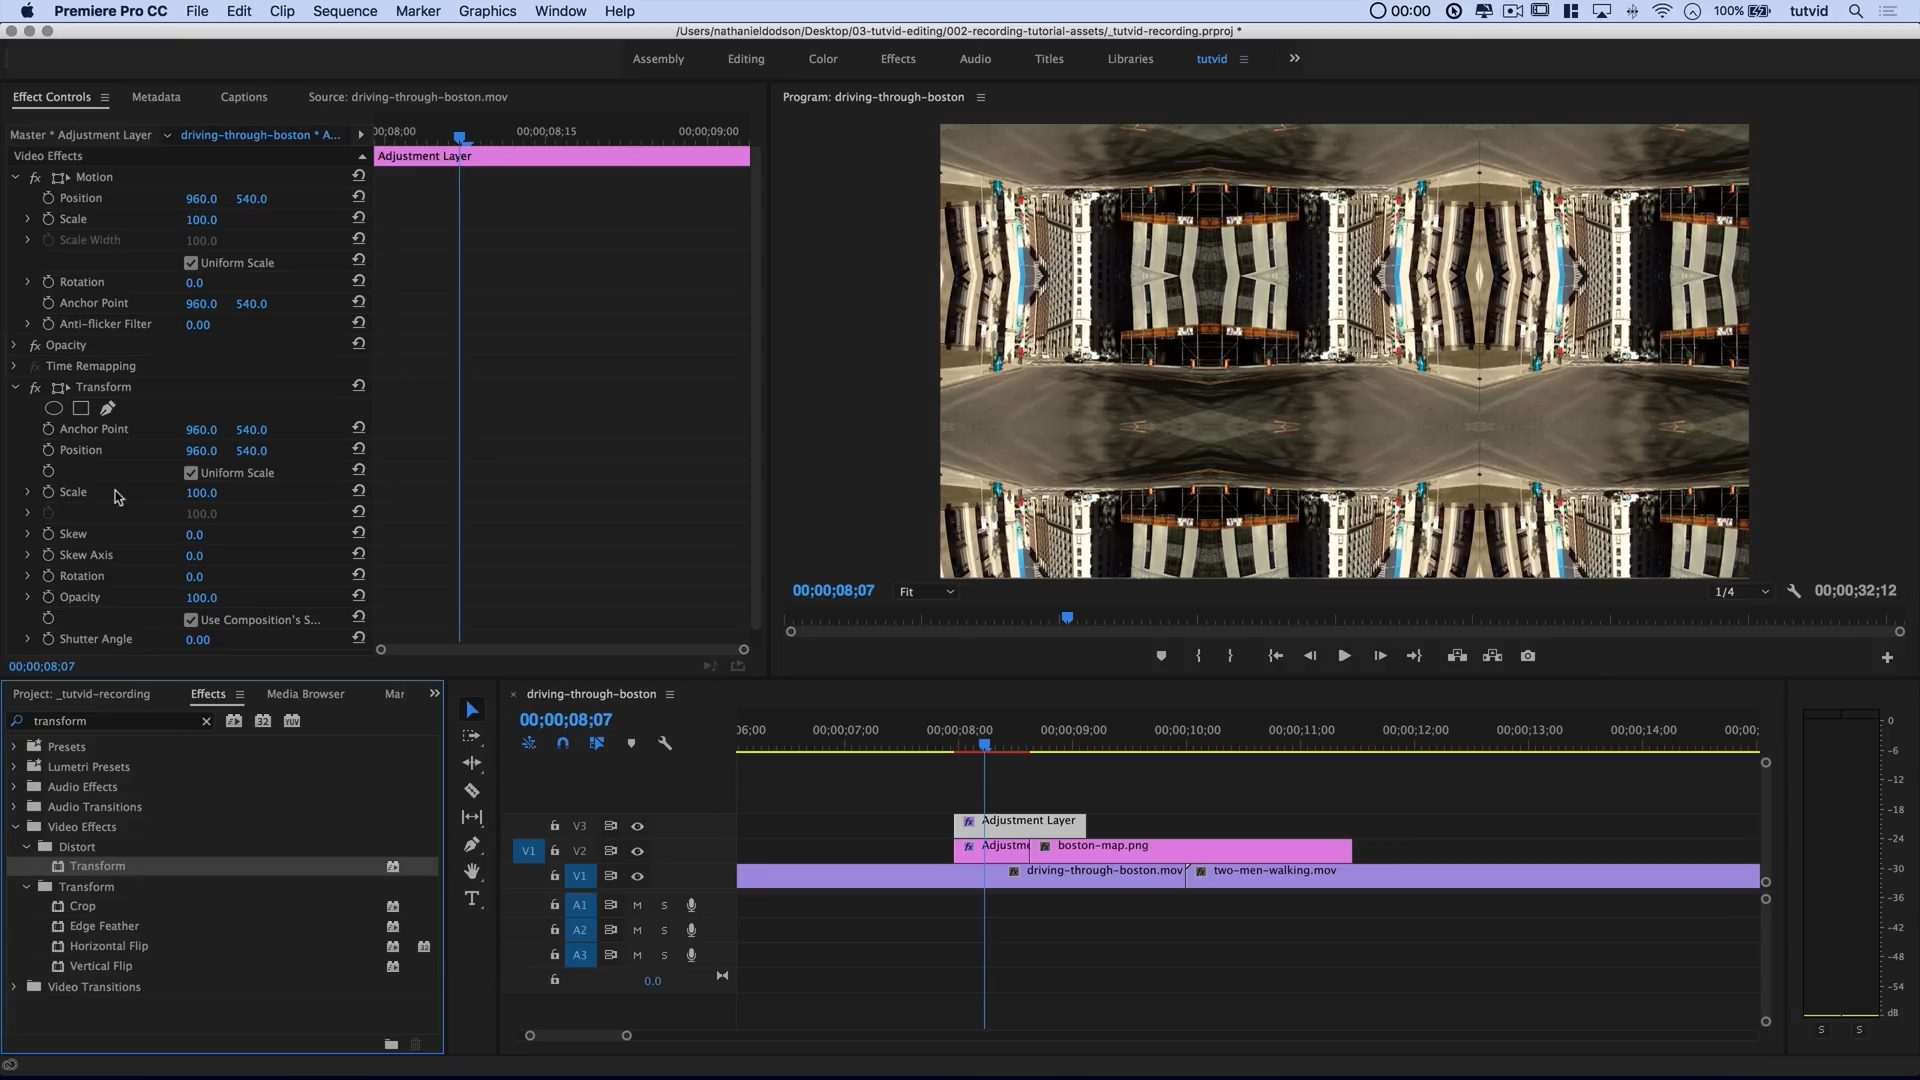 Premiere Pro CC File Edit Clip Sequence Marker Graphics Window Help 00:00 100% tutvid
/Users/nathanieldodson/Desktop/03-tutvid-editing/002-recording-tutorial-assets/_tutvid-recording.prproj *
Assembly Editing Color Effects Audio Titles Libraries tutvid
Effect Controls Metadata Captions Source: driving-through-boston.mov
Program: driving-through-boston
Master * Adjustment Layer driving-through-boston * A...
00;00;08;15 00;00;09;00
Video Effects
Adjustment Layer
fx Motion
Position 960.0 540.0
Scale 100.0
Scale Width 100.0
Uniform Scale
Rotation 0.0
Anchor Point 960.0 540.0
Anti-flicker Filter 0.00
fx Opacity
fx Time Remapping
fx Transform
Anchor Point 960.0 540.0
Position 960.0 540.0
Uniform Scale
Scale 100.0
100.0
Skew 0.0
Skew Axis 0.0
Rotation 0.0
Opacity 100.0
Use Composition's S...
Shutter Angle 0.00
00;00;08;07
00;00;08;07 Fit 1/4 00;00;32;12
Project: _tutvid-recording Effects Media Browser Mar
transform
32 YUV
Presets
Lumetri Presets
Audio Effects
Audio Transitions
Video Effects
Distort
Transform
Transform
Crop
Edge Feather
Horizontal Flip 32
Vertical Flip
Video Transitions
T
× driving-through-boston
00;00;08;07
00;00;07;00 00;00;08;00 00;00;09;00 00;00;10;00 00;00;11;00 00;00;12;00 00;00;13;00 00;00;14;00
V3 fx Adjustment Layer
V1 V2 fx Adjustme fx boston-map.png
V1 fx driving-through-boston.mov fx two-men-walking.mov
A1 M S
A2 M S
A3 M S
0.0
0
-6
-12
-18
-24
-30
-36
-42
-48
-54
dB
S S